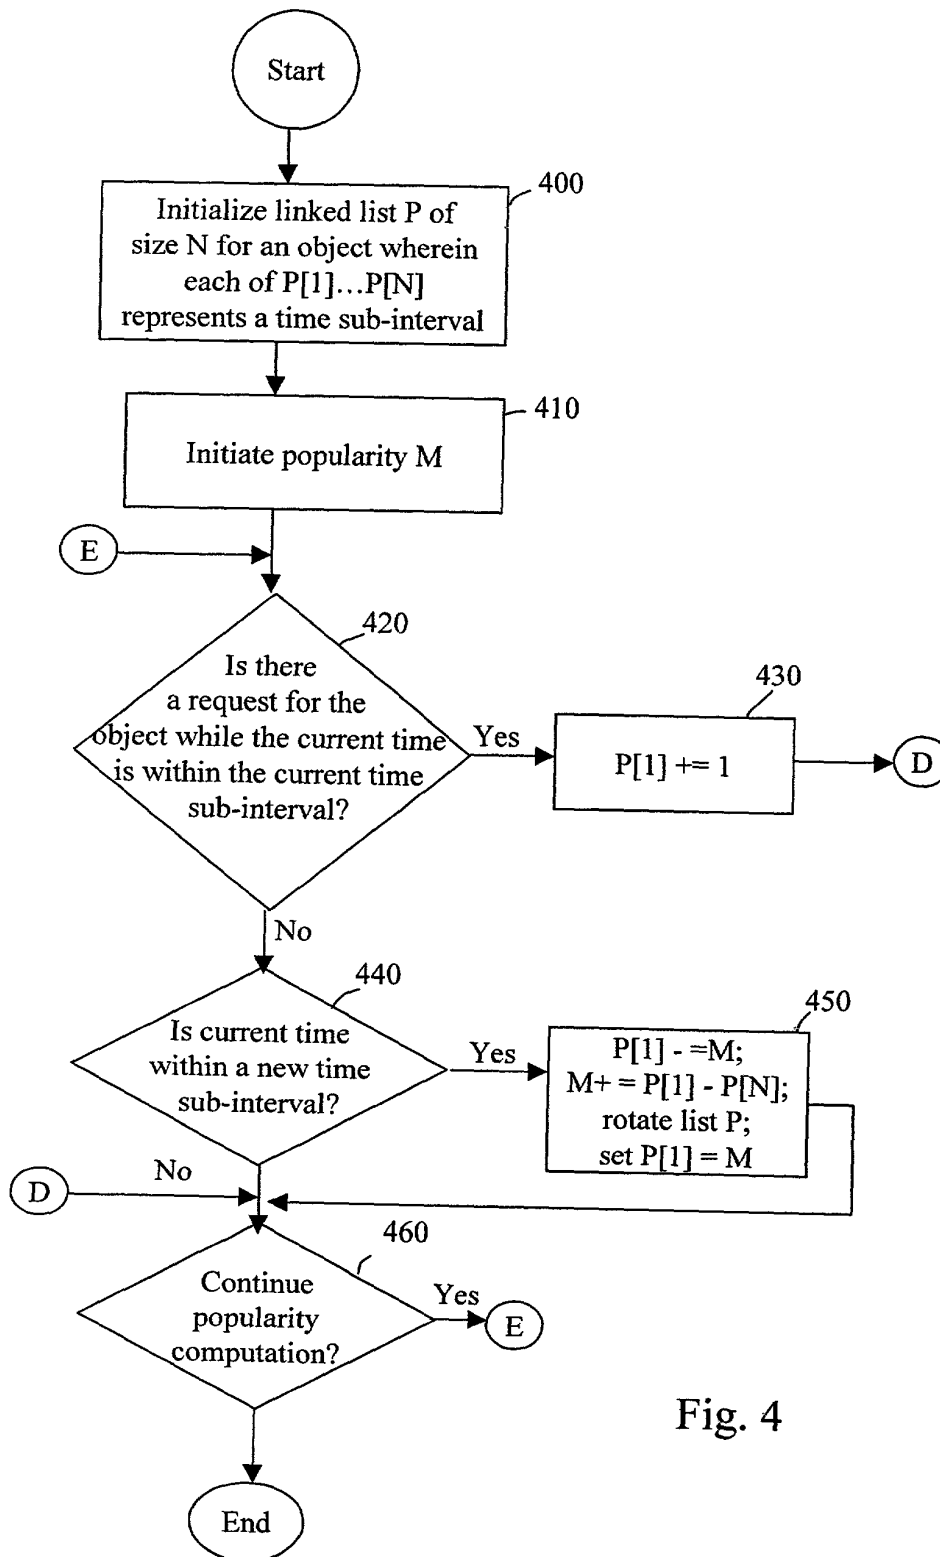 Start
400
Initialize linked list P of
size N for an object wherein
each of P[1]...P[N]
represents a time sub-interval
410
Initiate popularity M
E
420
Is there
a request for the
object while the current time
is within the current time
sub-interval?
Yes
430
P[1] += 1
D
No
440
Is current time
within a new time
sub-interval?
Yes
450
P[1] - =M;
M+ = P[1] - P[N];
rotate list P;
set P[1] = M
No
D
460
Continue
popularity
computation?
Yes
E
Fig. 4
End